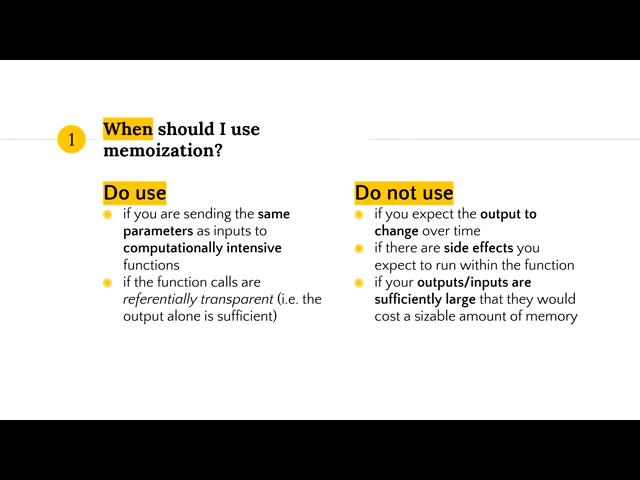 1
When should I use
memoization?
Do use
if you are sending the same
parameters as inputs to
computationally intensive
functions
if the function calls are
referentially transparent (i.e. the
output alone is sufficient)
Do not use
if you expect the output to
change over time
if there are side effects you
expect to run within the function
if your outputs/inputs are
sufficiently large that they would
cost a sizable amount of memory